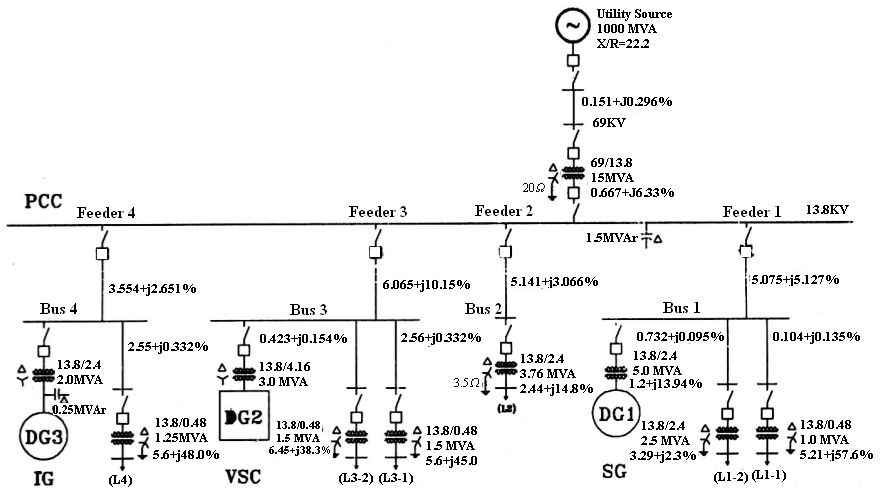 Utility Source
1000 MVA
X/R=22.2
0.151+J0.296%
69KV
69/13.8
15MVA
20Ω
0.667+J6.33%
PCC
Feeder 4
Feeder 3
Feeder 2
Feeder 1
13.8KV
1.5MVAr
3.554+j2.651%
6.065+j10.15%
5.141+j3.066%
5.075+j5.127%
Bus 4
Bus 3
Bus 2
Bus 1
2.55+j0.332%
0.423+j0.154%
2.56+j0.332%
0.732+j0.095%
0.104+j0.135%
13.8/2.4
2.0MVA
0.25MVAr
DG3
IG
13.8/0.48
1.25MVA
5.6+j48.0%
(L4)
13.8/4.16
3.0 MVA
DG2
VSC
13.8/0.48
1.5 MVA
6.45+j38.3%
(L3-2)
13.8/0.48
1.5 MVA
5.6+j45.0
(L3-1)
13.8/2.4
3.76 MVA
3.5Ω
2.44+j14.8%
(L2)
13.8/2.4
5.0 MVA
1.2+j13.94%
DG1
SG
13.8/2.4
2.5 MVA
3.29+j2.3%
(L1-2)
13.8/0.48
1.0 MVA
5.21+j57.6%
(L1-1)